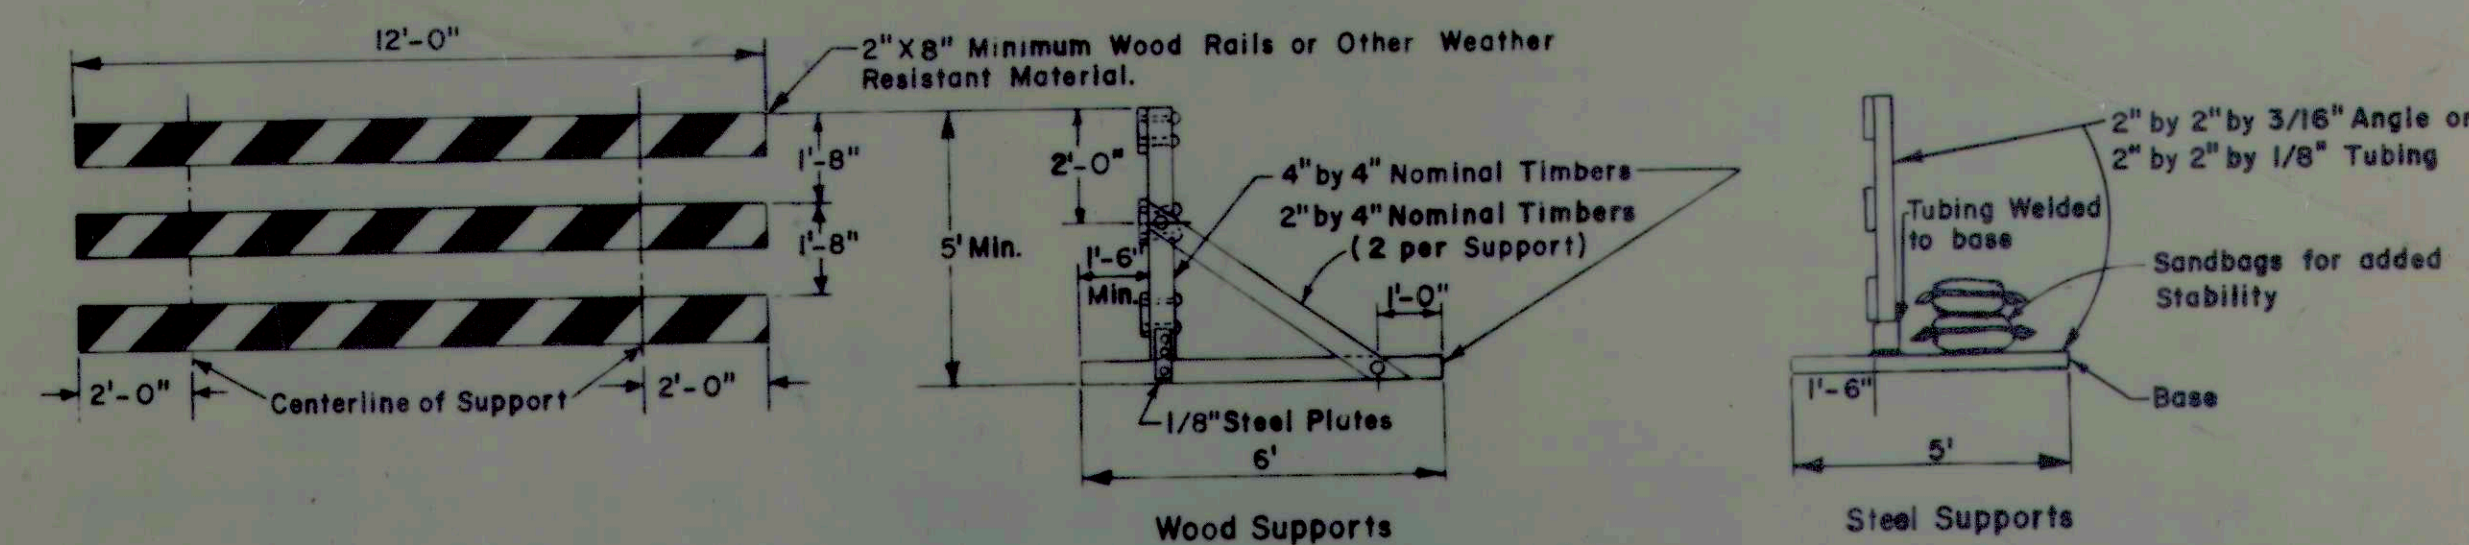 12'-0"
2"X8" Minimum Wood Rails or Other Weather
Resistant Material.
1'-8"
1'-8"
2'-0"
Centerline of Support
2'-0"
5' Min.
2'-0"
1'-6"
Min.
4" by 4" Nominal Timbers
2" by 4" Nominal Timbers
(2 per Support)
1'-0"
1/8" Steel Plates
6'
Wood Supports
2" by 2" by 3/16" Angle or
2" by 2" by 1/8" Tubing
Tubing Welded
to base
Sandbags for added
Stability
1'-6"
Base
5'
Steel Supports